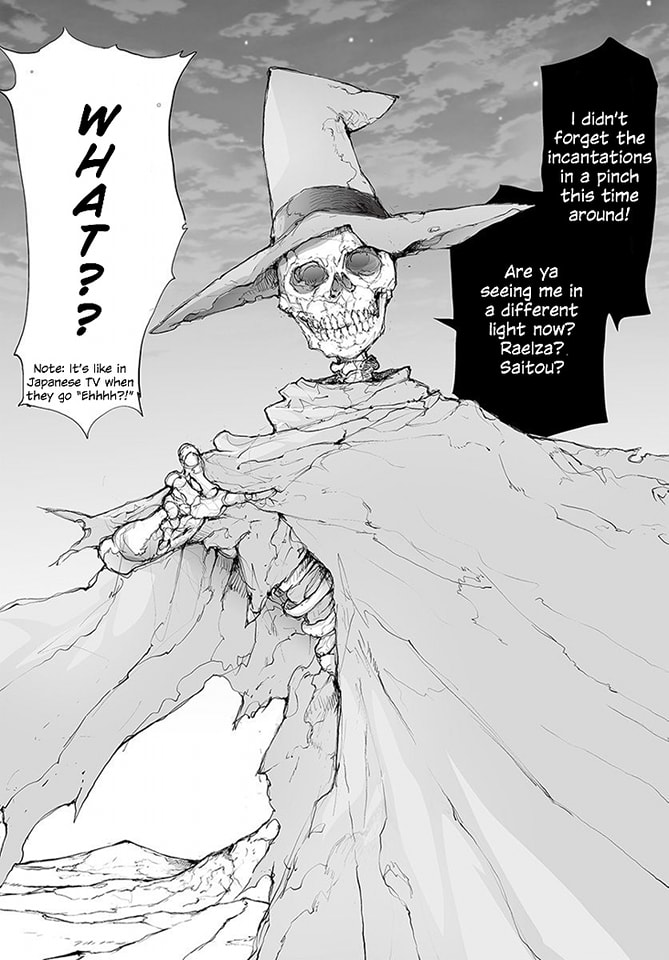 I didn't
forget the
incantations
in a pinch
this time
around!
Are ya
seeing me in
a different
light now?
Raelza?
Saitou?
WHAT??
Note: It's like in
Japanese TV when
they go "Ehhhh?!"